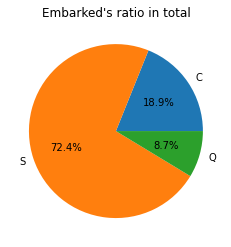 Embarked's ratio in total
C
18.9%
72.4%
8.7%
S
Q